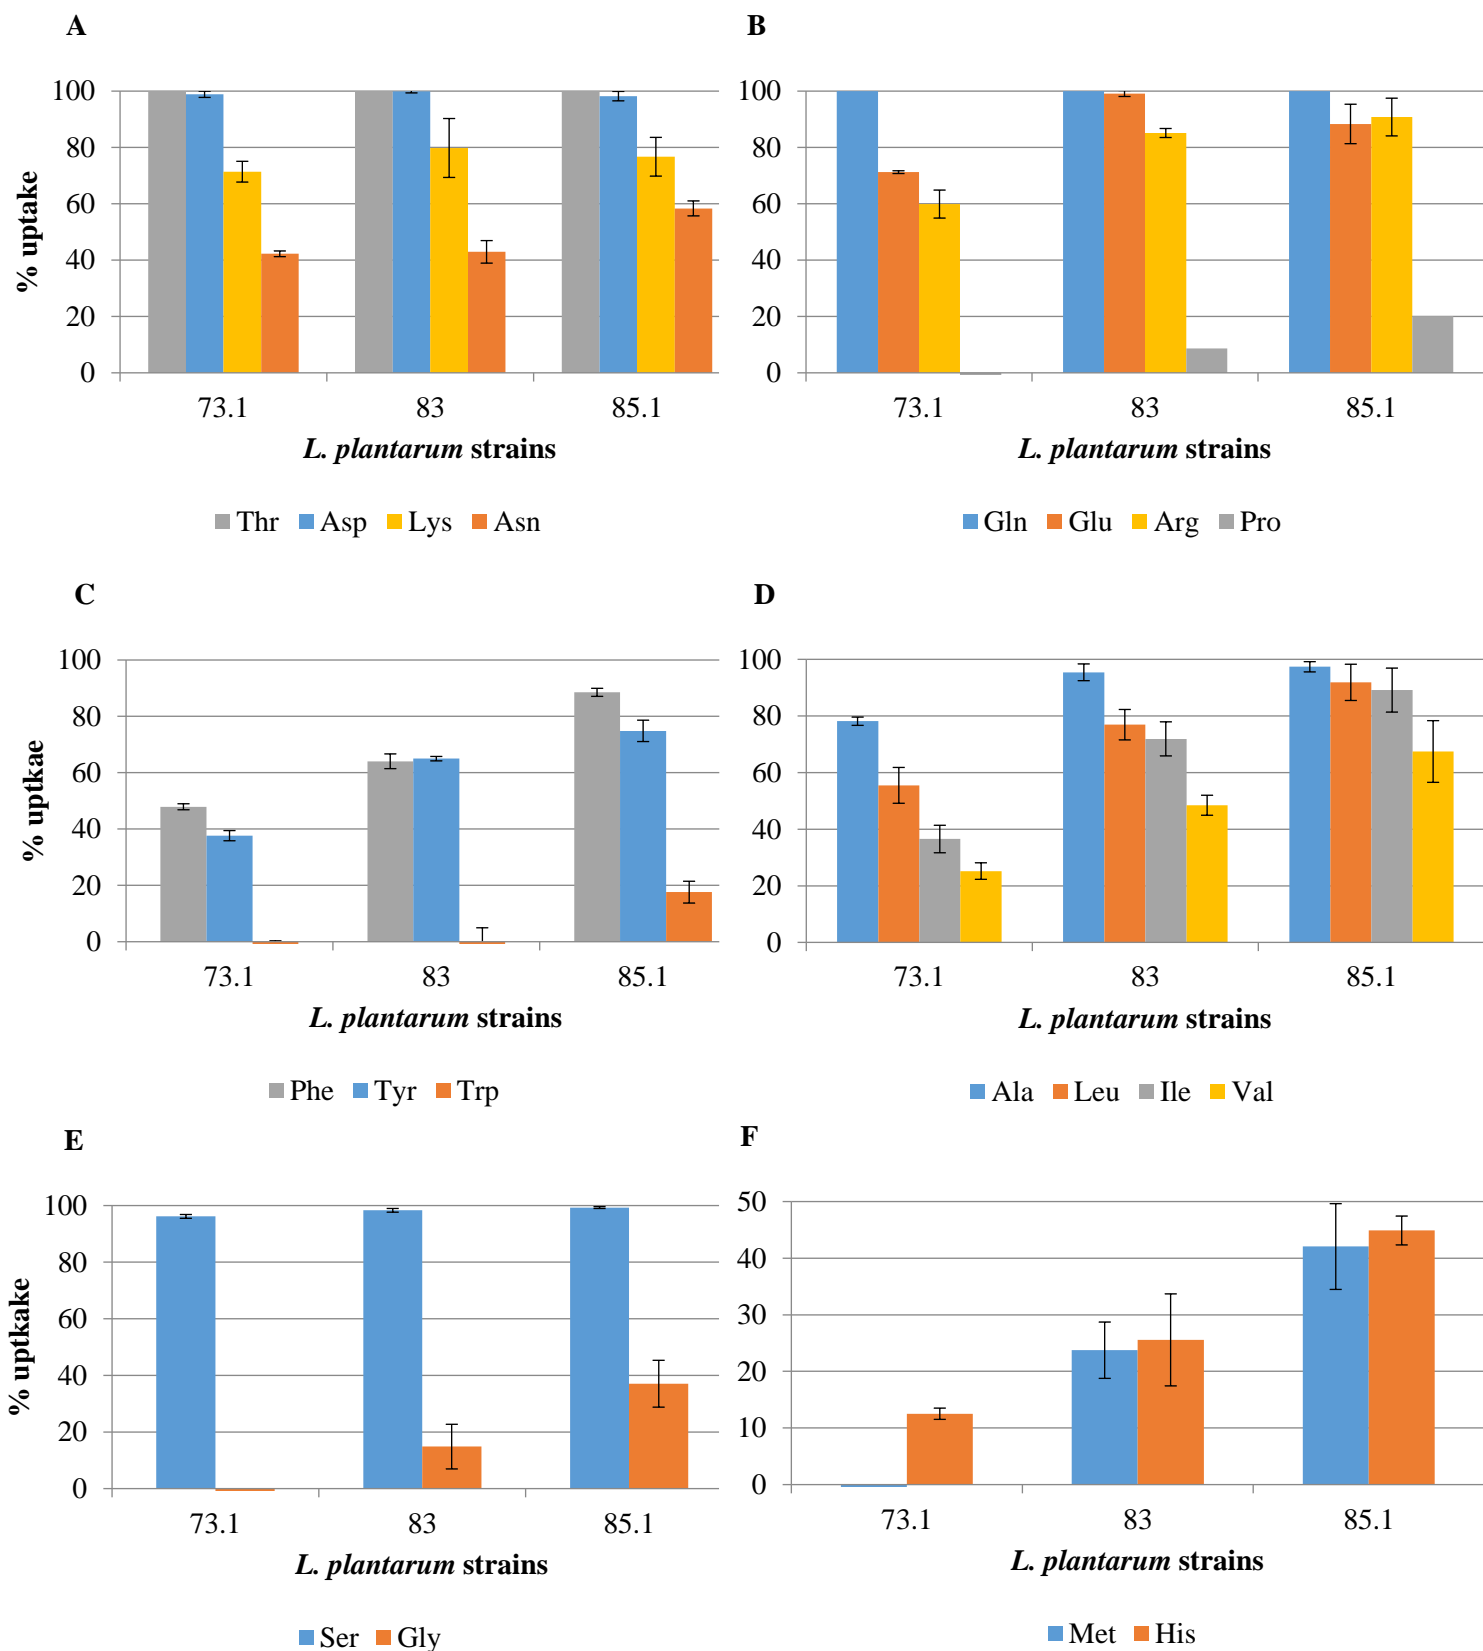 A
100
80
60
40
20
0
% uptake
73.1 83 85.1
L. plantarum strains
Thr Asp Lys Asn
B
100
80
60
40
20
0
73.1 83 85.1
L. plantarum strains
Gln Glu Arg Pro
C
100
80
60
40
20
0
% uptkae
73.1 83 85.1
L. plantarum strains
Phe Tyr Trp
D
100
80
60
40
20
0
73.1 83 85.1
L. plantarum strains
Ala Leu Ile Val
E
100
80
60
40
20
0
% uptkake
73.1 83 85.1
L. plantarum strains
Ser Gly
F
50
40
30
20
10
0
73.1 83 85.1
L. plantarum strains
Met His